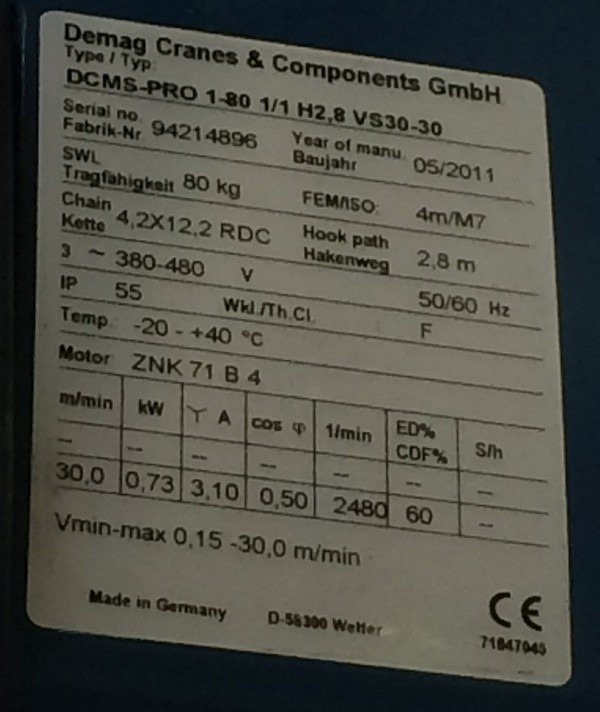 Demag Cranes & Components GmbH
Type / Typ:
DCMS-PRO 1-80 1/1 H2,8 VS30-30
Serial no. Year of manu.
Fabrik-Nr. 94214896 Baujahr 05/2011
SWL
Tragfähigkeit 80 kg FEM/ISO: 4m/M7
Chain Hook path
Kette 4,2X12,2 RDC Hakenweg 2,8 m
3 ~ 380-480 V 50/60 Hz
IP 55 Wkl./Th.Cl. F
Temp. -20 - +40 °C
Motor ZNK 71 B 4
m/min kW Y A cos φ 1/min ED% CDF% S/h
-- -- -- -- -- -- --
30,0 0,73 3,10 0,50 2480 60 --
Vmin-max 0,15 -30,0 m/min
Made in Germany D-58300 Wetter CE
71847045